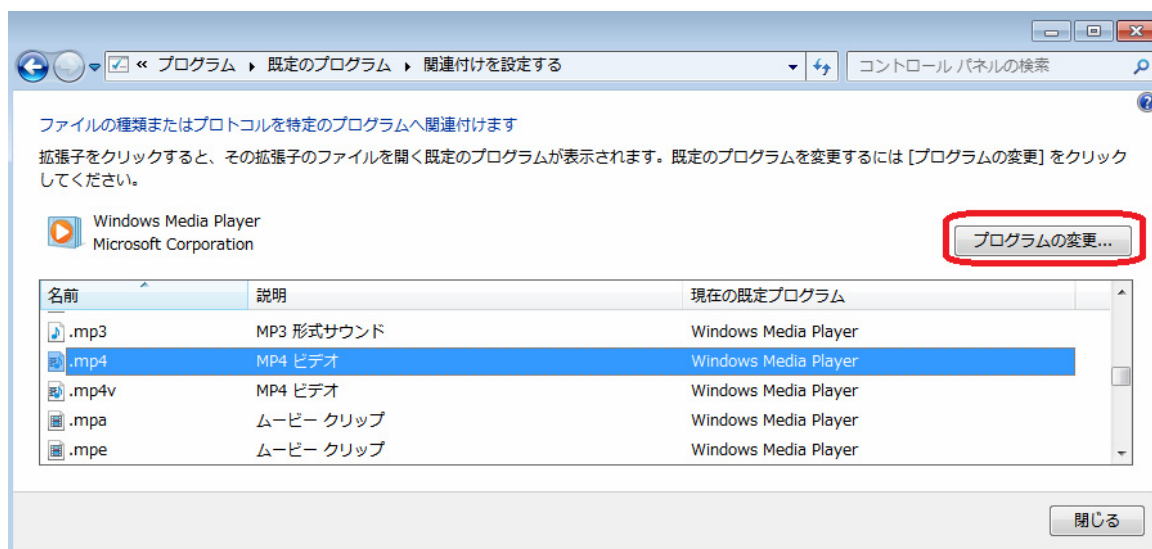 « プログラム ▸ 既定のプログラム ▸ 関連付けを設定する
コントロール パネルの検索
ファイルの種類またはプロトコルを特定のプログラムへ関連付けます
拡張子をクリックすると、その拡張子のファイルを開く既定のプログラムが表示されます。既定のプログラムを変更するには [プログラムの変更] をクリック
してください。
Windows Media Player
Microsoft Corporation
プログラムの変更...
名前 説明 現在の既定プログラム
.mp3 MP3 形式サウンド Windows Media Player
.mp4 MP4 ビデオ Windows Media Player
.mp4v MP4 ビデオ Windows Media Player
.mpa ムービー クリップ Windows Media Player
.mpe ムービー クリップ Windows Media Player
閉じる